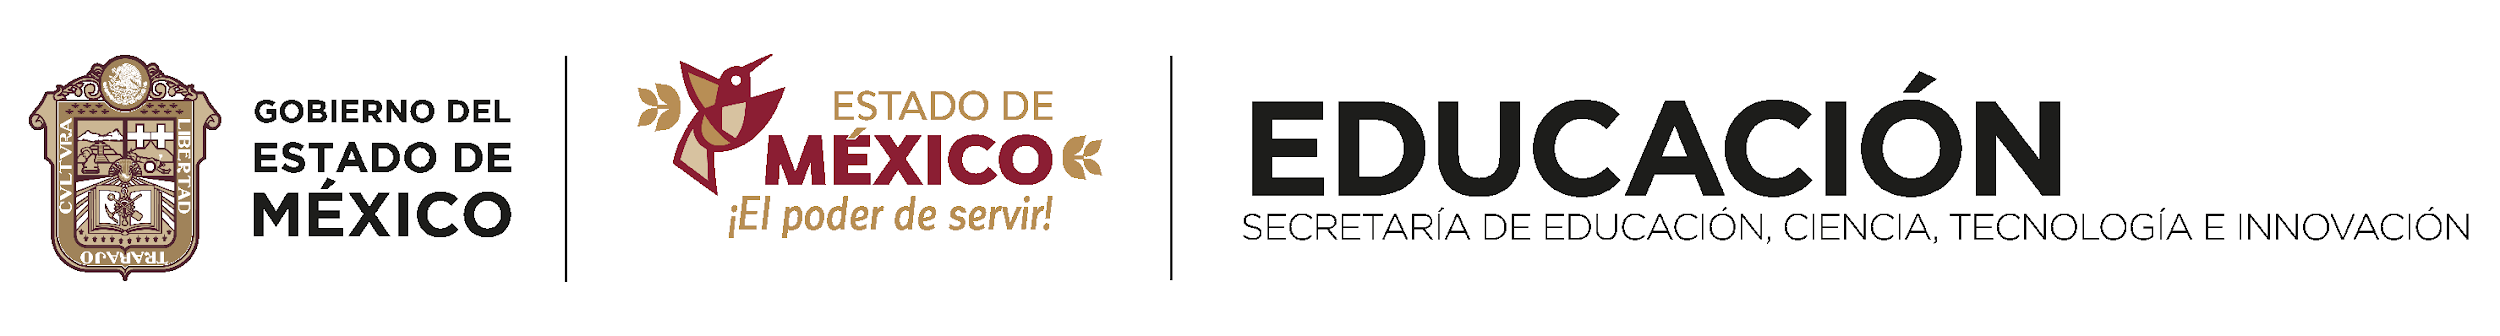 CVLTVRA
LIBERTAD
TRABAJO
GOBIERNO DEL
ESTADO DE
MÉXICO
ESTADO DE
MÉXICO
¡El poder de servir!
EDUCACIÓN
SECRETARÍA DE EDUCACIÓN, CIENCIA, TECNOLOGÍA E INNOVACIÓN